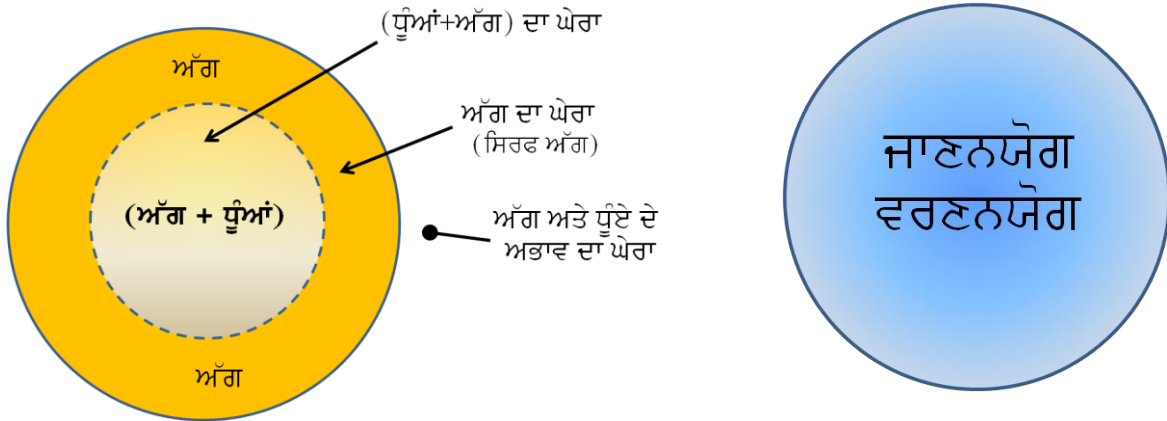 (ਧੂੰਆਂ+ਅੱਗ) ਦਾ ਘੇਰਾ
ਅੱਗ
ਅੱਗ ਦਾ ਘੇਰਾ
(ਸਿਰਫ ਅੱਗ)
(ਅੱਗ + ਧੂੰਆਂ)
ਅੱਗ ਅਤੇ ਧੂੰਏ ਦੇ
ਅਭਾਵ ਦਾ ਘੇਰਾ
ਅੱਗ
ਜਾਣਨਯੋਗ
ਵਰਣਨਯੋਗ